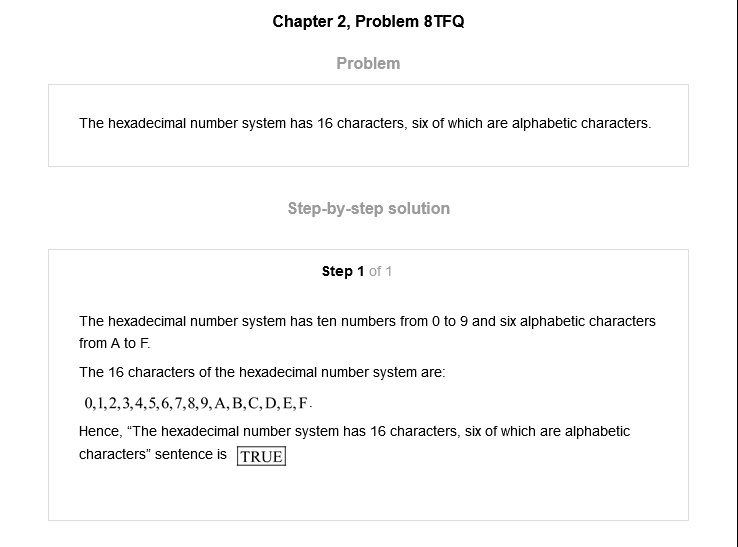 Chapter 2, Problem 8TFQ
Problem
The hexadecimal number system has 16 characters, six of which are alphabetic characters.
Step-by-step solution
Step 1 of 1
The hexadecimal number system has ten numbers from 0 to 9 and six alphabetic characters
from A to F.
The 16 characters of the hexadecimal number system are:
0,1,2,3,4,5,6,7,8,9,A,B,C,D,E,F.
Hence, “The hexadecimal number system has 16 characters, six of which are alphabetic
characters” sentence is TRUE